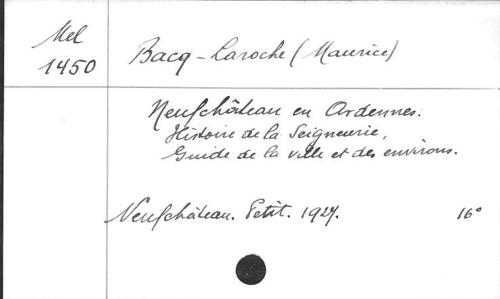 Mel
1450
Bacq-Laroche (Maurice)
Neufchâteau en Ardennes.
Histoire de la Seigneurie,
Guide de la ville et des environs.
Neufchâteau. Petit. 1927. 16°